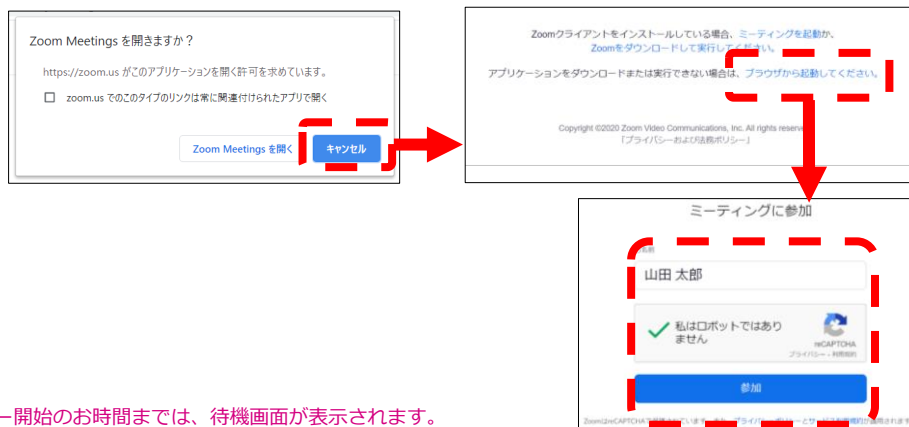 Zoom Meetings を開きますか？
https://zoom.us がこのアプリケーションを開く許可を求めています。
zoom.us でのこのタイプのリンクは常に関連付けられたアプリで開く
Zoom Meetings を開く
キャンセル
Zoomクライアントをインストールしている場合、ミーティングを起動か、
Zoomをダウンロードして実行してください。
アプリケーションをダウンロードまたは実行できない場合は、ブラウザから起動してください。
Copyright ©2020 Zoom Video Communications, Inc. All rights reserve
「プライバシーおよび法務ポリシー」
ミーティングに参加
山田 太郎
私はロボットではあり
ません
reCAPTCHA
プライバシー - 利用規約
参加
ー開始のお時間までは、待機画面が表示されます。